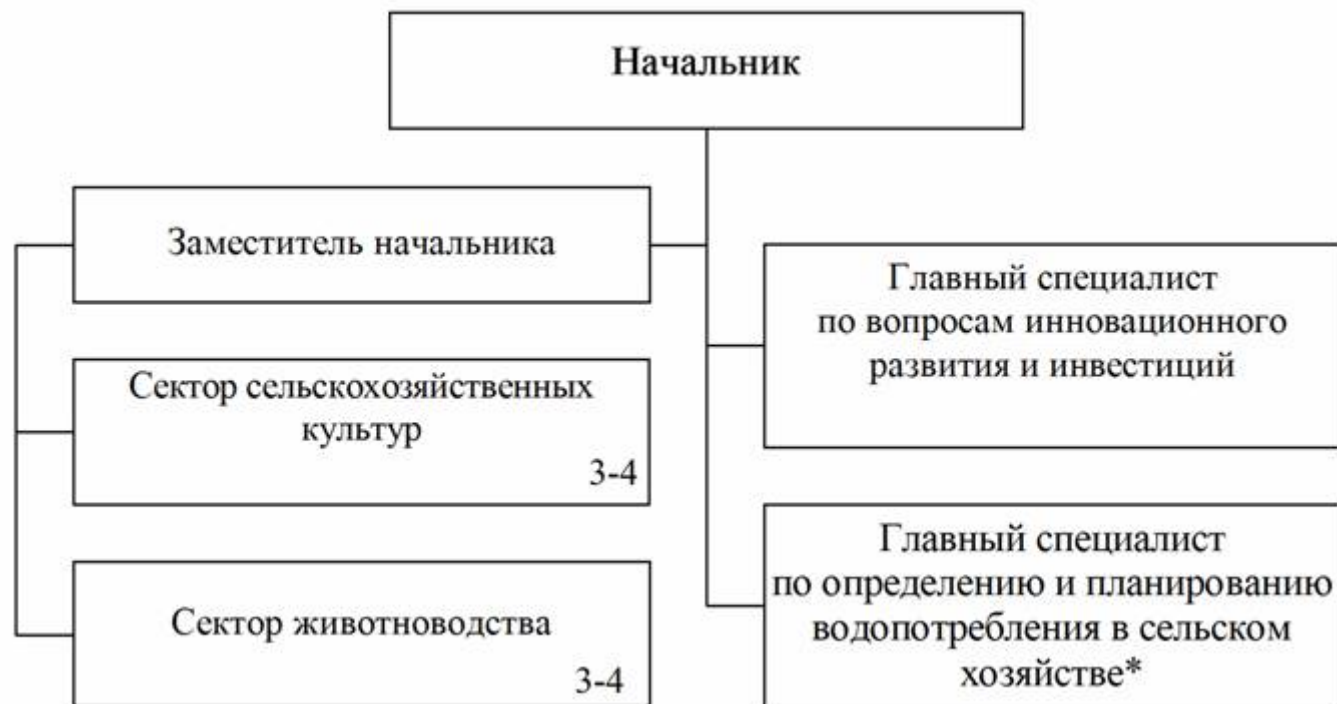 Начальник
Заместитель начальника
Главный специалист
по вопросам инновационного
развития и инвестиций
Сектор сельскохозяйственных
культур
3-4
Главный специалист
по определению и планированию
водопотребления в сельском
хозяйстве*
Сектор животноводства
3-4